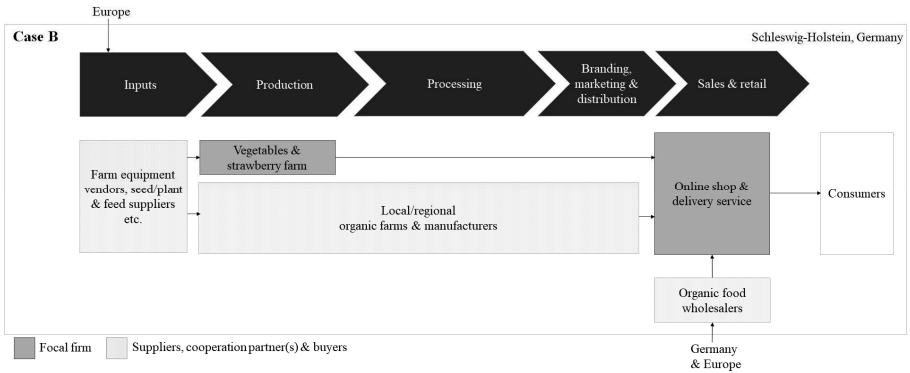 Europe
Case B
Schleswig-Holstein, Germany
Inputs
Production
Processing
Branding,
marketing &
distribution
Sales & retail
Farm equipment
vendors, seed/plant
& feed suppliers
etc.
Vegetables &
strawberry farm
Local/regional
organic farms & manufacturers
Online shop &
delivery service
Consumers
Organic food
wholesalers
Focal firm
Suppliers, cooperation partner(s) & buyers
Germany
& Europe